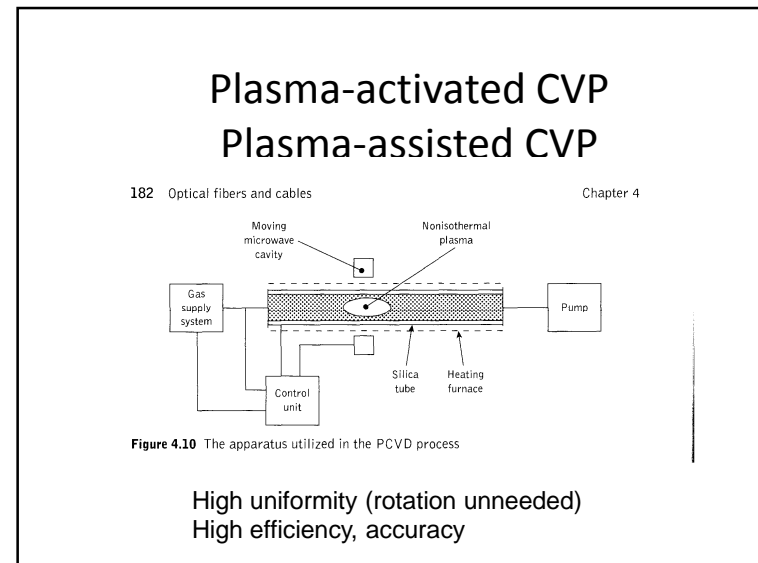 Plasma-activated CVP
Plasma-assisted CVP
182 Optical fibers and cables Chapter 4
Moving
microwave
cavity
Nonisothermal
plasma
Gas
supply
system
Pump
Control
unit
Silica
tube
Heating
furnace
Figure 4.10 The apparatus utilized in the PCVD process
High uniformity (rotation unneeded)
High efficiency, accuracy